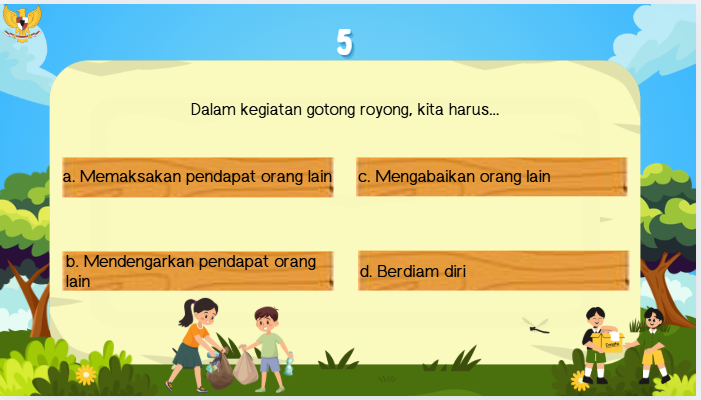 5
Dalam kegiatan gotong royong, kita harus...
a. Memaksakan pendapat orang lain
c. Mengabaikan orang lain
b. Mendengarkan pendapat orang
lain
d. Berdiam diri